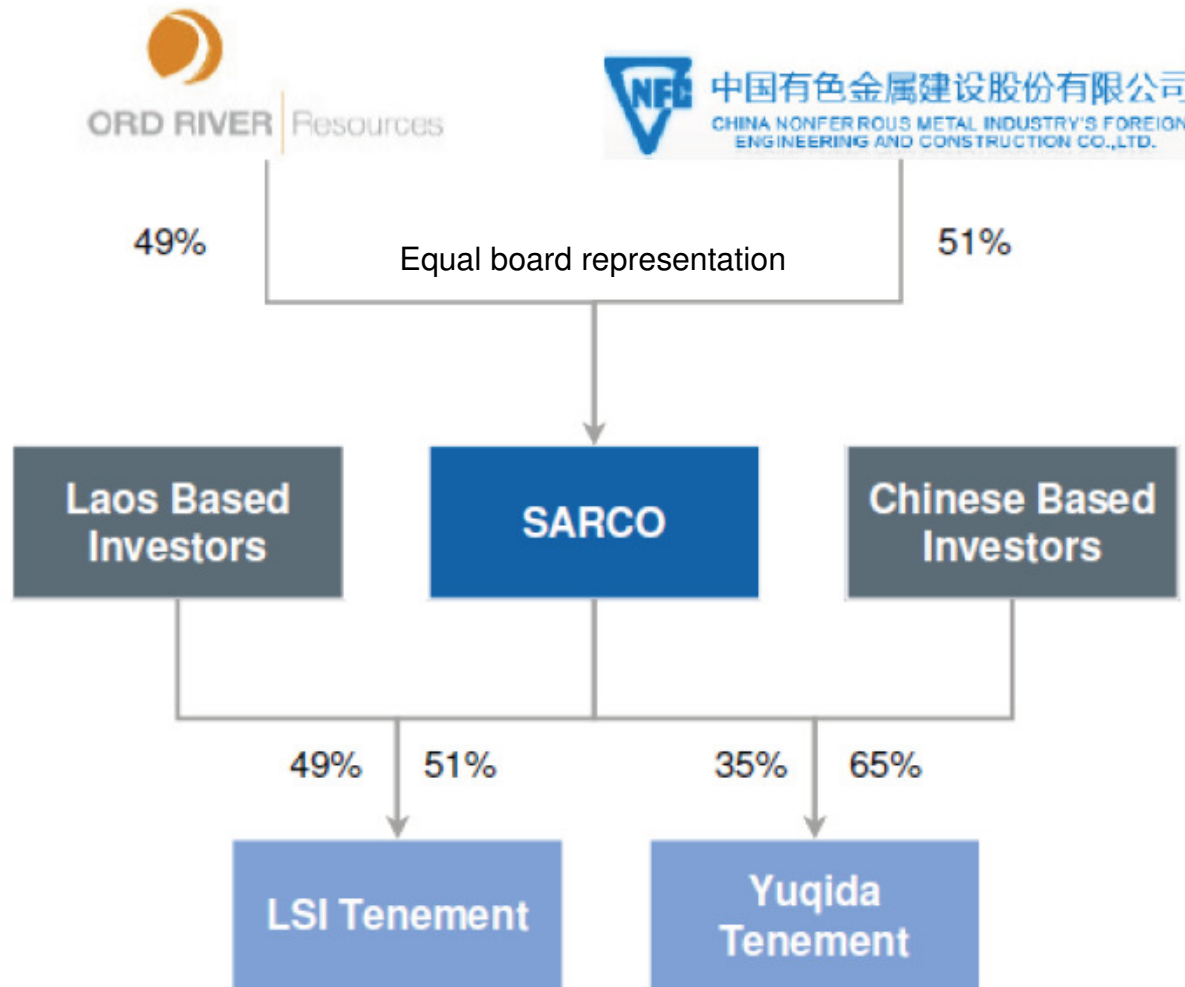 ORD RIVER Resources
NFC
中国有色金属建设股份有限公司
CHINA NONFERROUS METAL INDUSTRY'S FOREIGN
ENGINEERING AND CONSTRUCTION CO.,LTD.
49%
Equal board representation
51%
Laos Based
Investors
SARCO
Chinese Based
Investors
49%
51%
35%
65%
LSI Tenement
Yuqida
Tenement